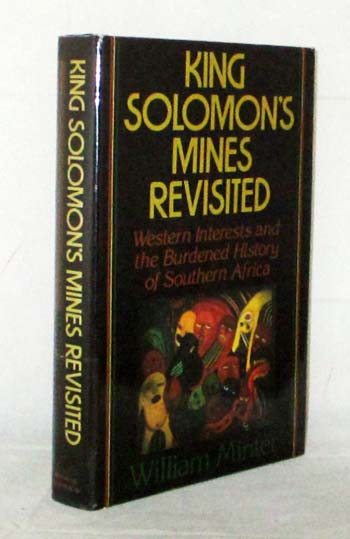 KING SOLOMON'S MINES REVISITED
KING
SOLOMON'S
MINES
REVISITED
Western Interests and
the Burdened History
of Southern Africa
William Minter